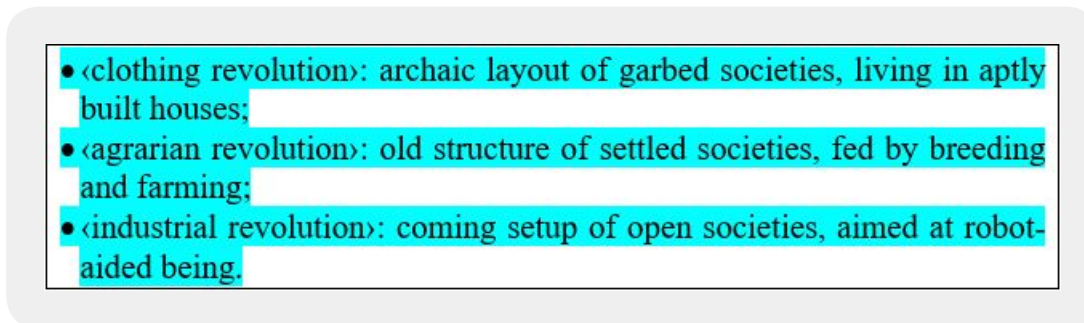 •‹clothing revolution›: archaic layout of garbed societies, living in aptly
built houses;
•‹agrarian revolution›: old structure of settled societies, fed by breeding
and farming;
•‹industrial revolution›: coming setup of open societies, aimed at robot-
aided being.